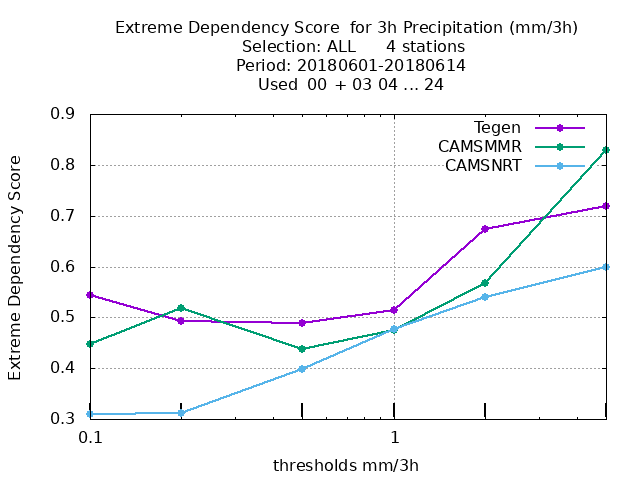 Extreme Dependency Score  for 3h Precipitation (mm/3h)
Selection: ALL      4 stations
Period: 20180601-20180614
Used  00  + 03 04 ... 24
Tegen
CAMSMMR
CAMSNRT
Extreme Dependency Score
0.9
0.8
0.7
0.6
0.5
0.4
0.3
0.1
1
thresholds mm/3h